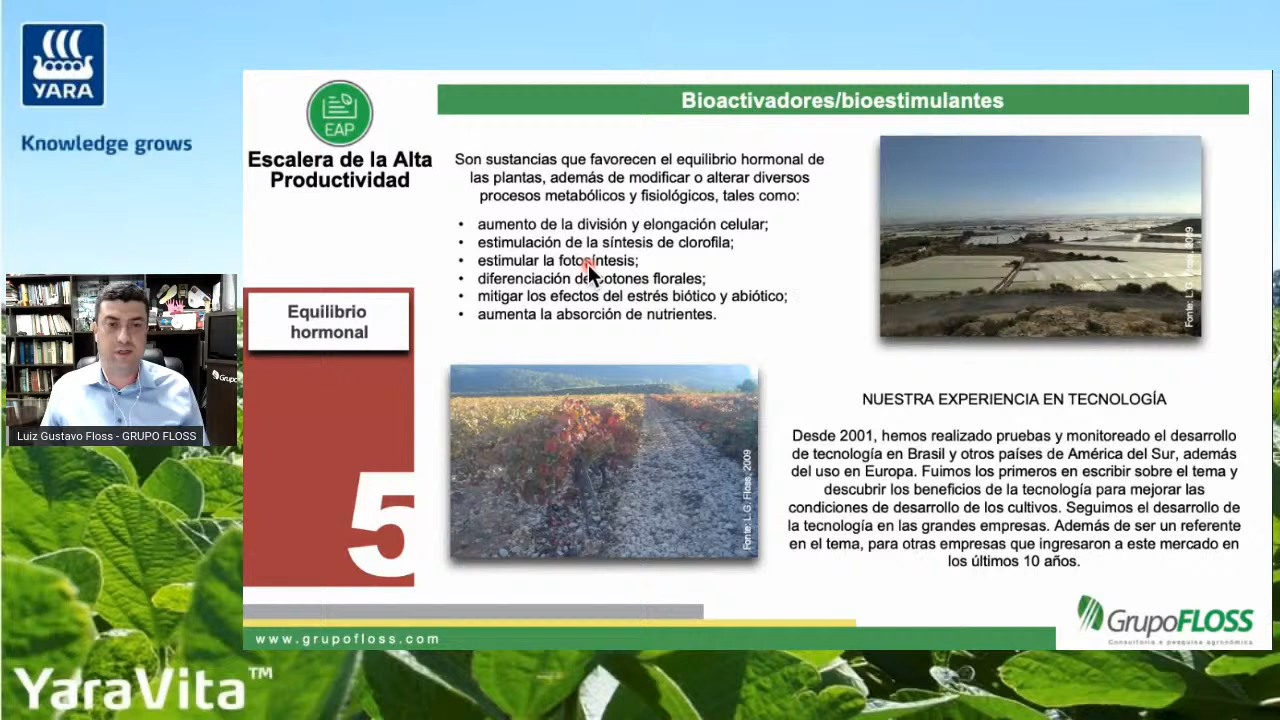 YARA
Knowledge grows
EAP
Escalera de la Alta
Productividad
Bioactivadores/bioestimulantes
Son sustancias que favorecen el equilibrio hormonal de
las plantas, además de modificar o alterar diversos
procesos metabólicos y fisiológicos, tales como:
• aumento de la división y elongación celular;
• estimulación de la síntesis de clorofila;
• estimular la fotosíntesis;
• diferenciación de cotones florales;
• mitigar los efectos del estrés biótico y abiótico;
• aumenta la absorción de nutrientes.
Fonte: L.G. Floss, 2009
Equilibrio
hormonal
5
Fonte: L.G. Floss, 2009
NUESTRA EXPERIENCIA EN TECNOLOGÍA
Desde 2001, hemos realizado pruebas y monitoreado el desarrollo
de tecnología en Brasil y otros países de América del Sur, además
del uso en Europa. Fuimos los primeros en escribir sobre el tema y
descubrir los beneficios de la tecnología para mejorar las
condiciones de desarrollo de los cultivos. Seguimos el desarrollo de
la tecnología en las grandes empresas. Además de ser un referente
en el tema, para otras empresas que ingresaron a este mercado en
los últimos 10 años.
Grupo
Luiz Gustavo Floss - GRUPO FLOSS
www.grupofloss.com
GrupoFLOSS
Consultoria e pesquisa agronômica
YaraVita™